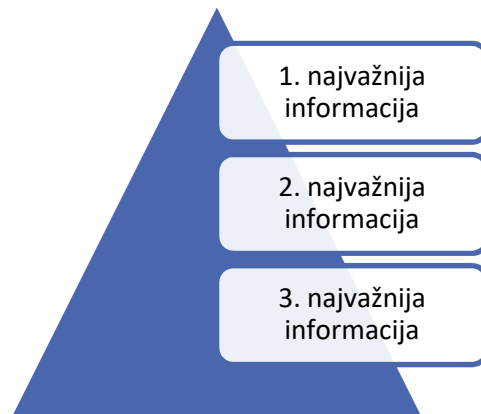 1. najvažnija
informacija
2. najvažnija
informacija
3. najvažnija
informacija